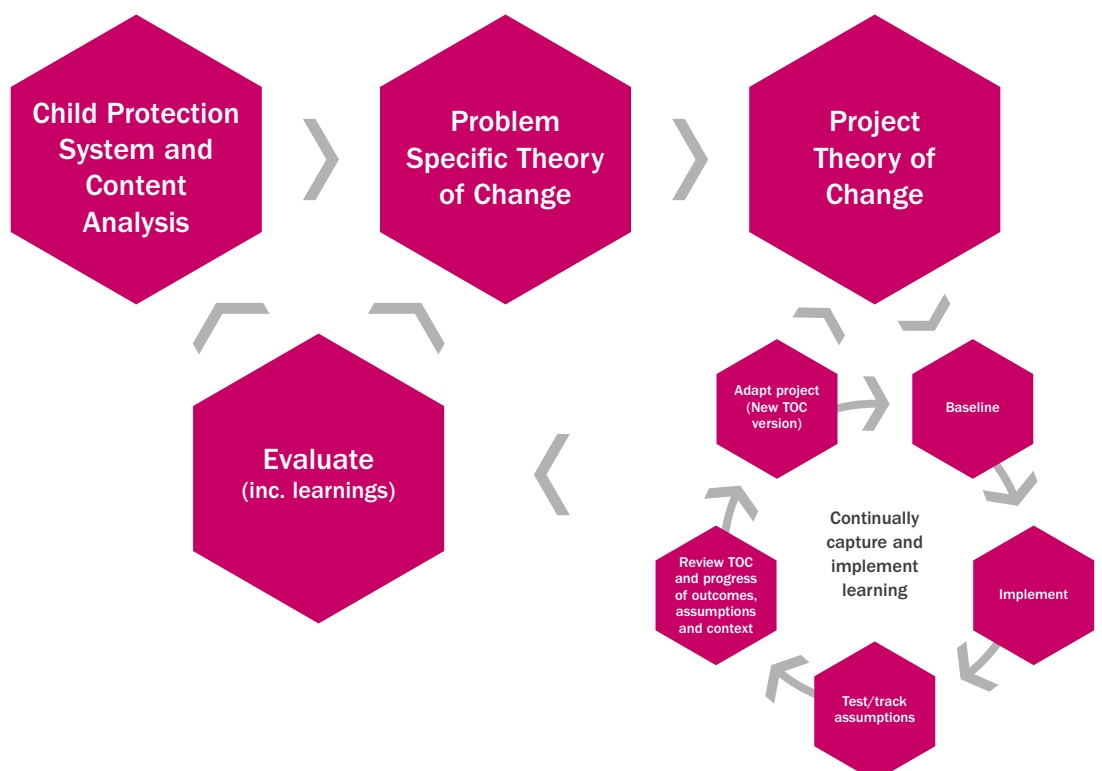 Child Protection
System and
Content
Analysis
Problem
Specific Theory
of Change
Project
Theory of
Change
Evaluate
(inc. learnings)
Adapt project
(New TOC
version)
Baseline
Continually
capture and
implement
learning
Review TOC
and progress
of outcomes,
assumptions
and context
Implement
Test/track
assumptions